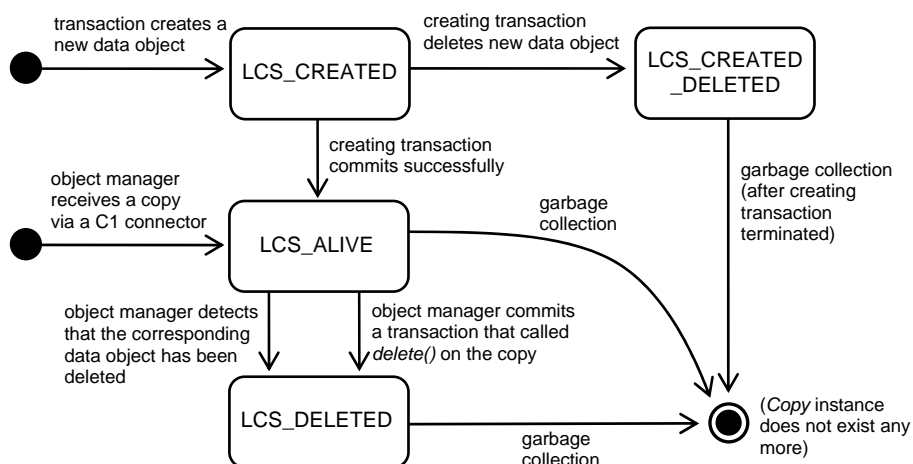 transaction creates a
new data object
creating transaction
deletes new data object
LCS_CREATED
LCS_CREATED
_DELETED
creating transaction
commits successfully
garbage collection
(after creating
transaction
terminated)
object manager
receives a copy
via a C1 connector
garbage
collection
LCS_ALIVE
object manager detects
that the corresponding
data object has been
deleted
object manager commits
a transaction that called
delete() on the copy
LCS_DELETED
garbage
collection
(Copy instance
does not exist any
more)